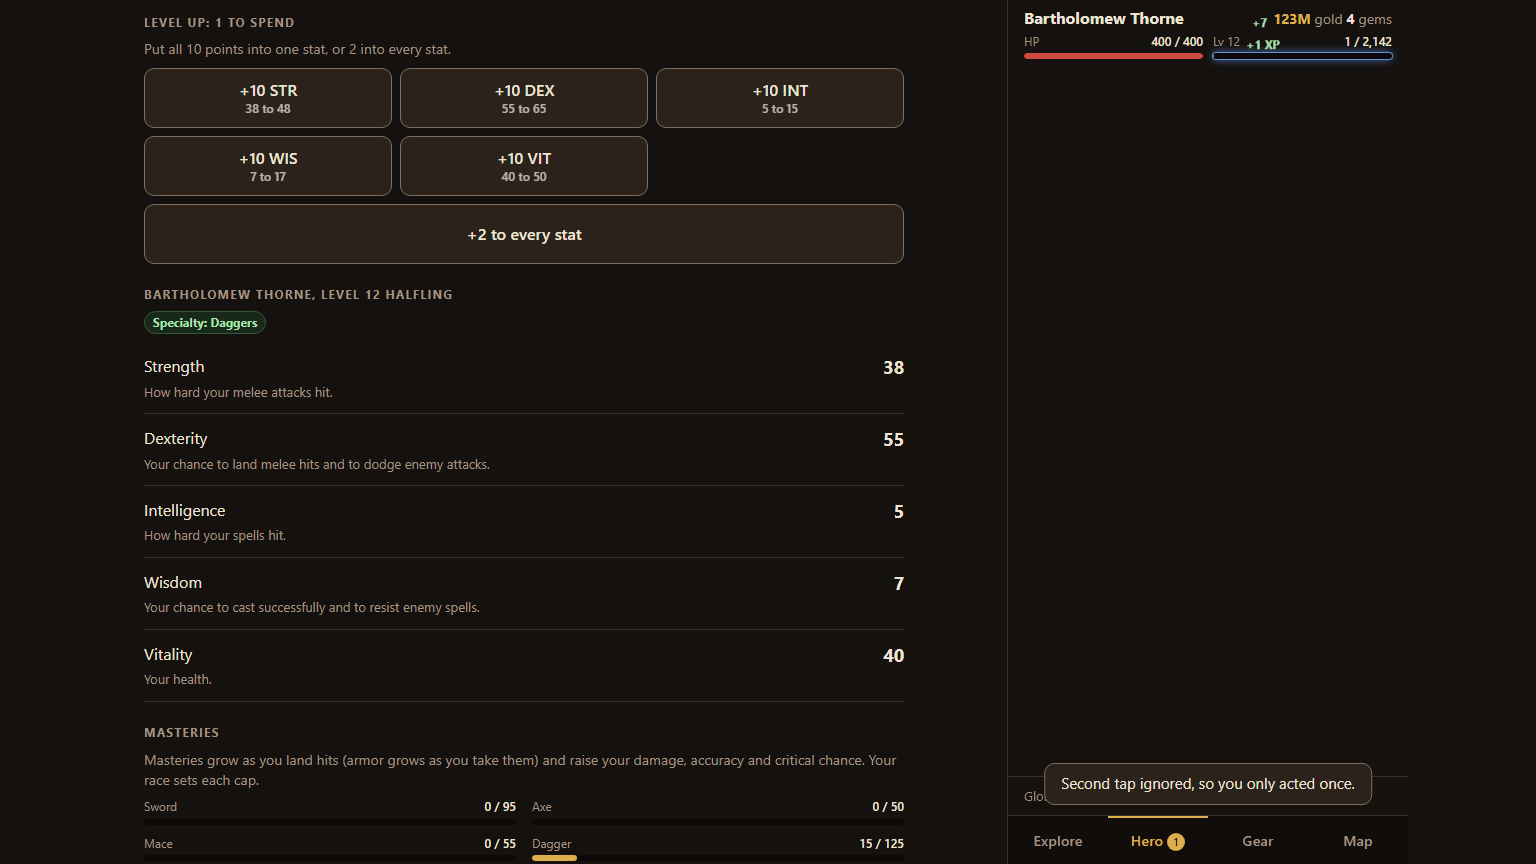 LEVEL UP: 1 TO SPEND
Put all 10 points into one stat, or 2 into every stat.
+10 STR
38 to 48
+10 DEX
55 to 65
+10 INT
5 to 15
+10 WIS
7 to 17
+10 VIT
40 to 50
+2 to every stat
BARTHOLOMEW THORNE, LEVEL 12 HALFLING
Specialty: Daggers
Strength 38
How hard your melee attacks hit.
Dexterity 55
Your chance to land melee hits and to dodge enemy attacks.
Intelligence 5
How hard your spells hit.
Wisdom 7
Your chance to cast successfully and to resist enemy spells.
Vitality 40
Your health.
MASTERIES
Masteries grow as you land hits (armor grows as you take them) and raise your damage, accuracy and critical chance. Your
race sets each cap.
Sword 0 / 95
Axe 0 / 50
Mace 0 / 55
Dagger 15 / 125
Bartholomew Thorne +7 123M gold 4 gems
HP 400 / 400 Lv 12 +1 XP 1 / 2,142
Second tap ignored, so you only acted once.
Explore Hero 1 Gear Map